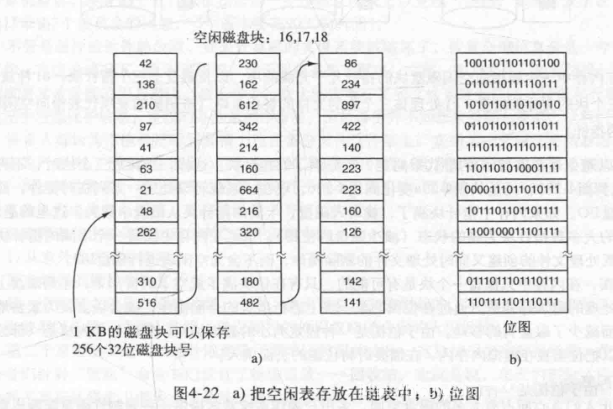 空闲磁盘块：16,17,18
42 230 86 1001101101101100
136 162 234 0110110111110111
210 612 897 1010110110110110
97 342 422 0110110110111011
41 214 140 1110111011101111
63 160 223 1101101010001111
21 664 223 0000111011010111
48 216 160 1011101101101111
262 320 126 1100100011101111
310 180 142 0111011101110111
516 482 141 1101111101110111
1 KB的磁盘块可以保存
256个32位磁盘块号
位图
a) b)
图4-22 a) 把空闲表存放在链表中；b) 位图